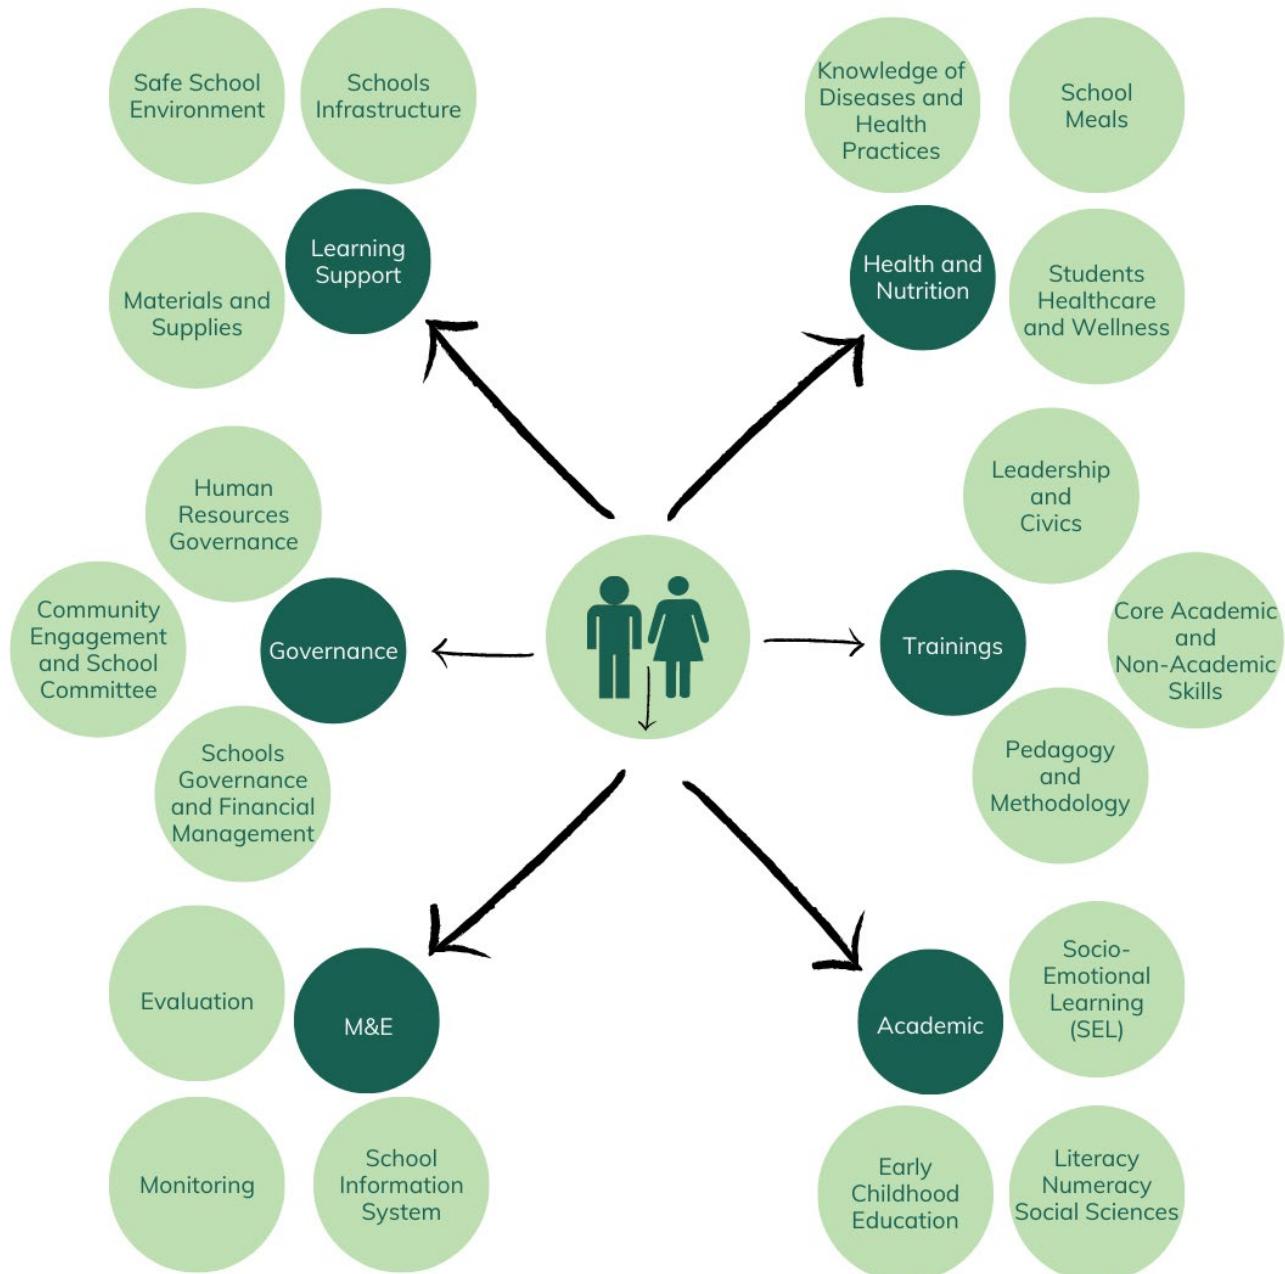 Safe School
Environment
Schools
Infrastructure
Learning
Support
Materials and
Supplies
Knowledge of
Diseases and
Health
Practices
School
Meals
Health and
Nutrition
Students
Healthcare
and Wellness
Human
Resources
Governance
Community
Engagement
and School
Committee
Governance
Schools
Governance
and Financial
Management
Leadership
and
Civics
Trainings
Core Academic
and
Non-Academic
Skills
Pedagogy
and
Methodology
Evaluation
M&E
Monitoring
School
Information
System
Academic
Socio-
Emotional
Learning
(SEL)
Early
Childhood
Education
Literacy
Numeracy
Social Sciences